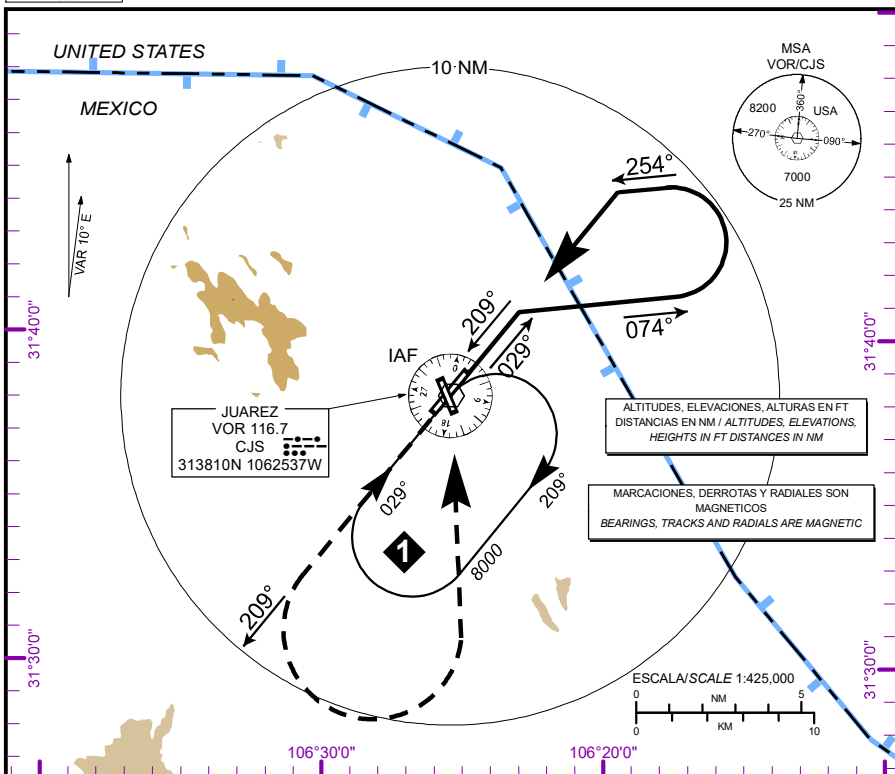 UNITED STATES
MEXICO
10 NM
MSA
VOR/CJS
360°
8200
USA
270°
090°
7000
25 NM
VAR 10° E
254°
209°
029°
074°
31°40'0"
31°40'0"
IAF
0
27
9
18
JUAREZ
VOR 116.7
CJS
313810N 1062537W
ALTITUDES, ELEVACIONES, ALTURAS EN FT
DISTANCIAS EN NM / ALTITUDES, ELEVATIONS,
HEIGHTS IN FT DISTANCES IN NM
MARCACIONES, DERROTAS Y RADIALES SON
MAGNETICOS
BEARINGS, TRACKS AND RADIALS ARE MAGNETIC
029°
209°
1
8000
209°
31°30'0"
31°30'0"
ESCALA/SCALE 1:425,000
0 NM 5
0 KM 10
106°30'0"
106°20'0"